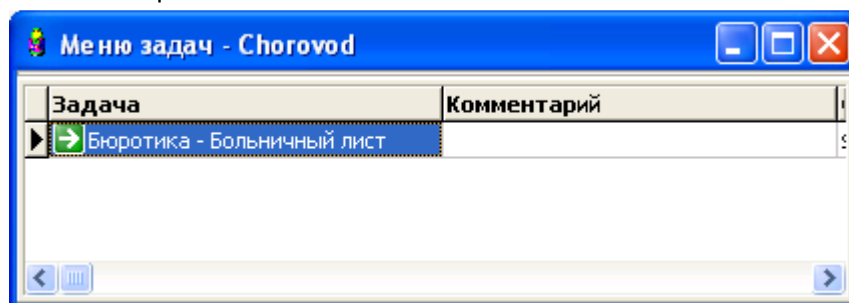 Меню задач - Chorovod
Задача Комментарий
Бюротика - Больничный лист